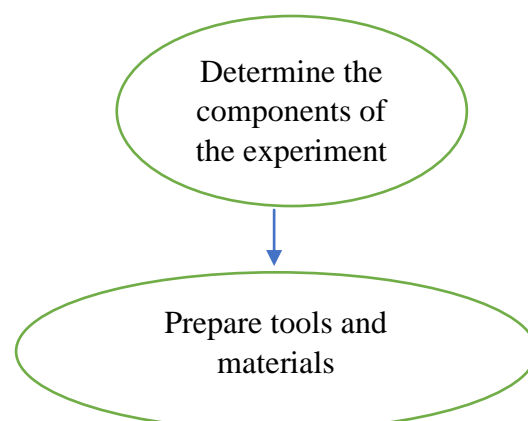 Determine the
components of
the experiment
Prepare tools and
materials